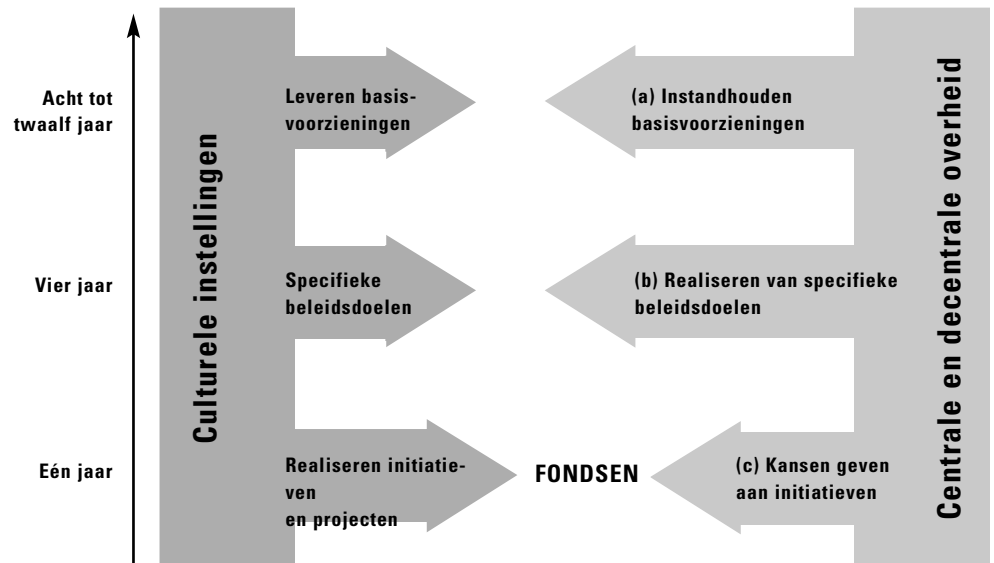 Acht tot
twaalf jaar
Leveren basis-
voorzieningen
(a) Instandhouden
basisvoorzieningen
Culturele instellingen
Centrale en decentrale overheid
Vier jaar
Specifieke
beleidsdoelen
(b) Realiseren van specifieke
beleidsdoelen
Eén jaar
Realiseren initiatie-
ven
en projecten
FONDSEN
(c) Kansen geven
aan initiatieven